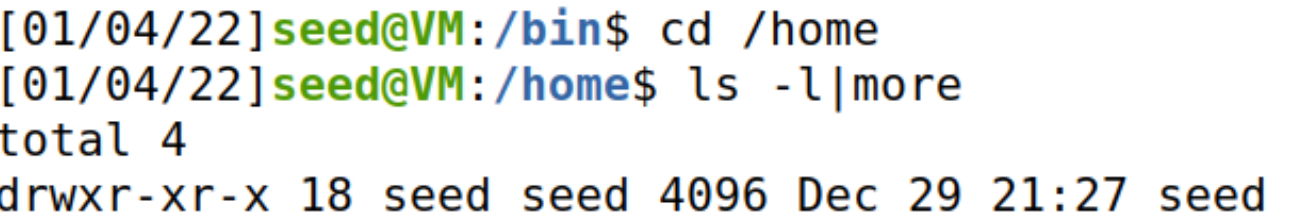 [01/04/22]seed@VM:/bin$ cd /home
[01/04/22]seed@VM:/home$ ls -l|more
total 4
drwxr-xr-x 18 seed seed 4096 Dec 29 21:27 seed